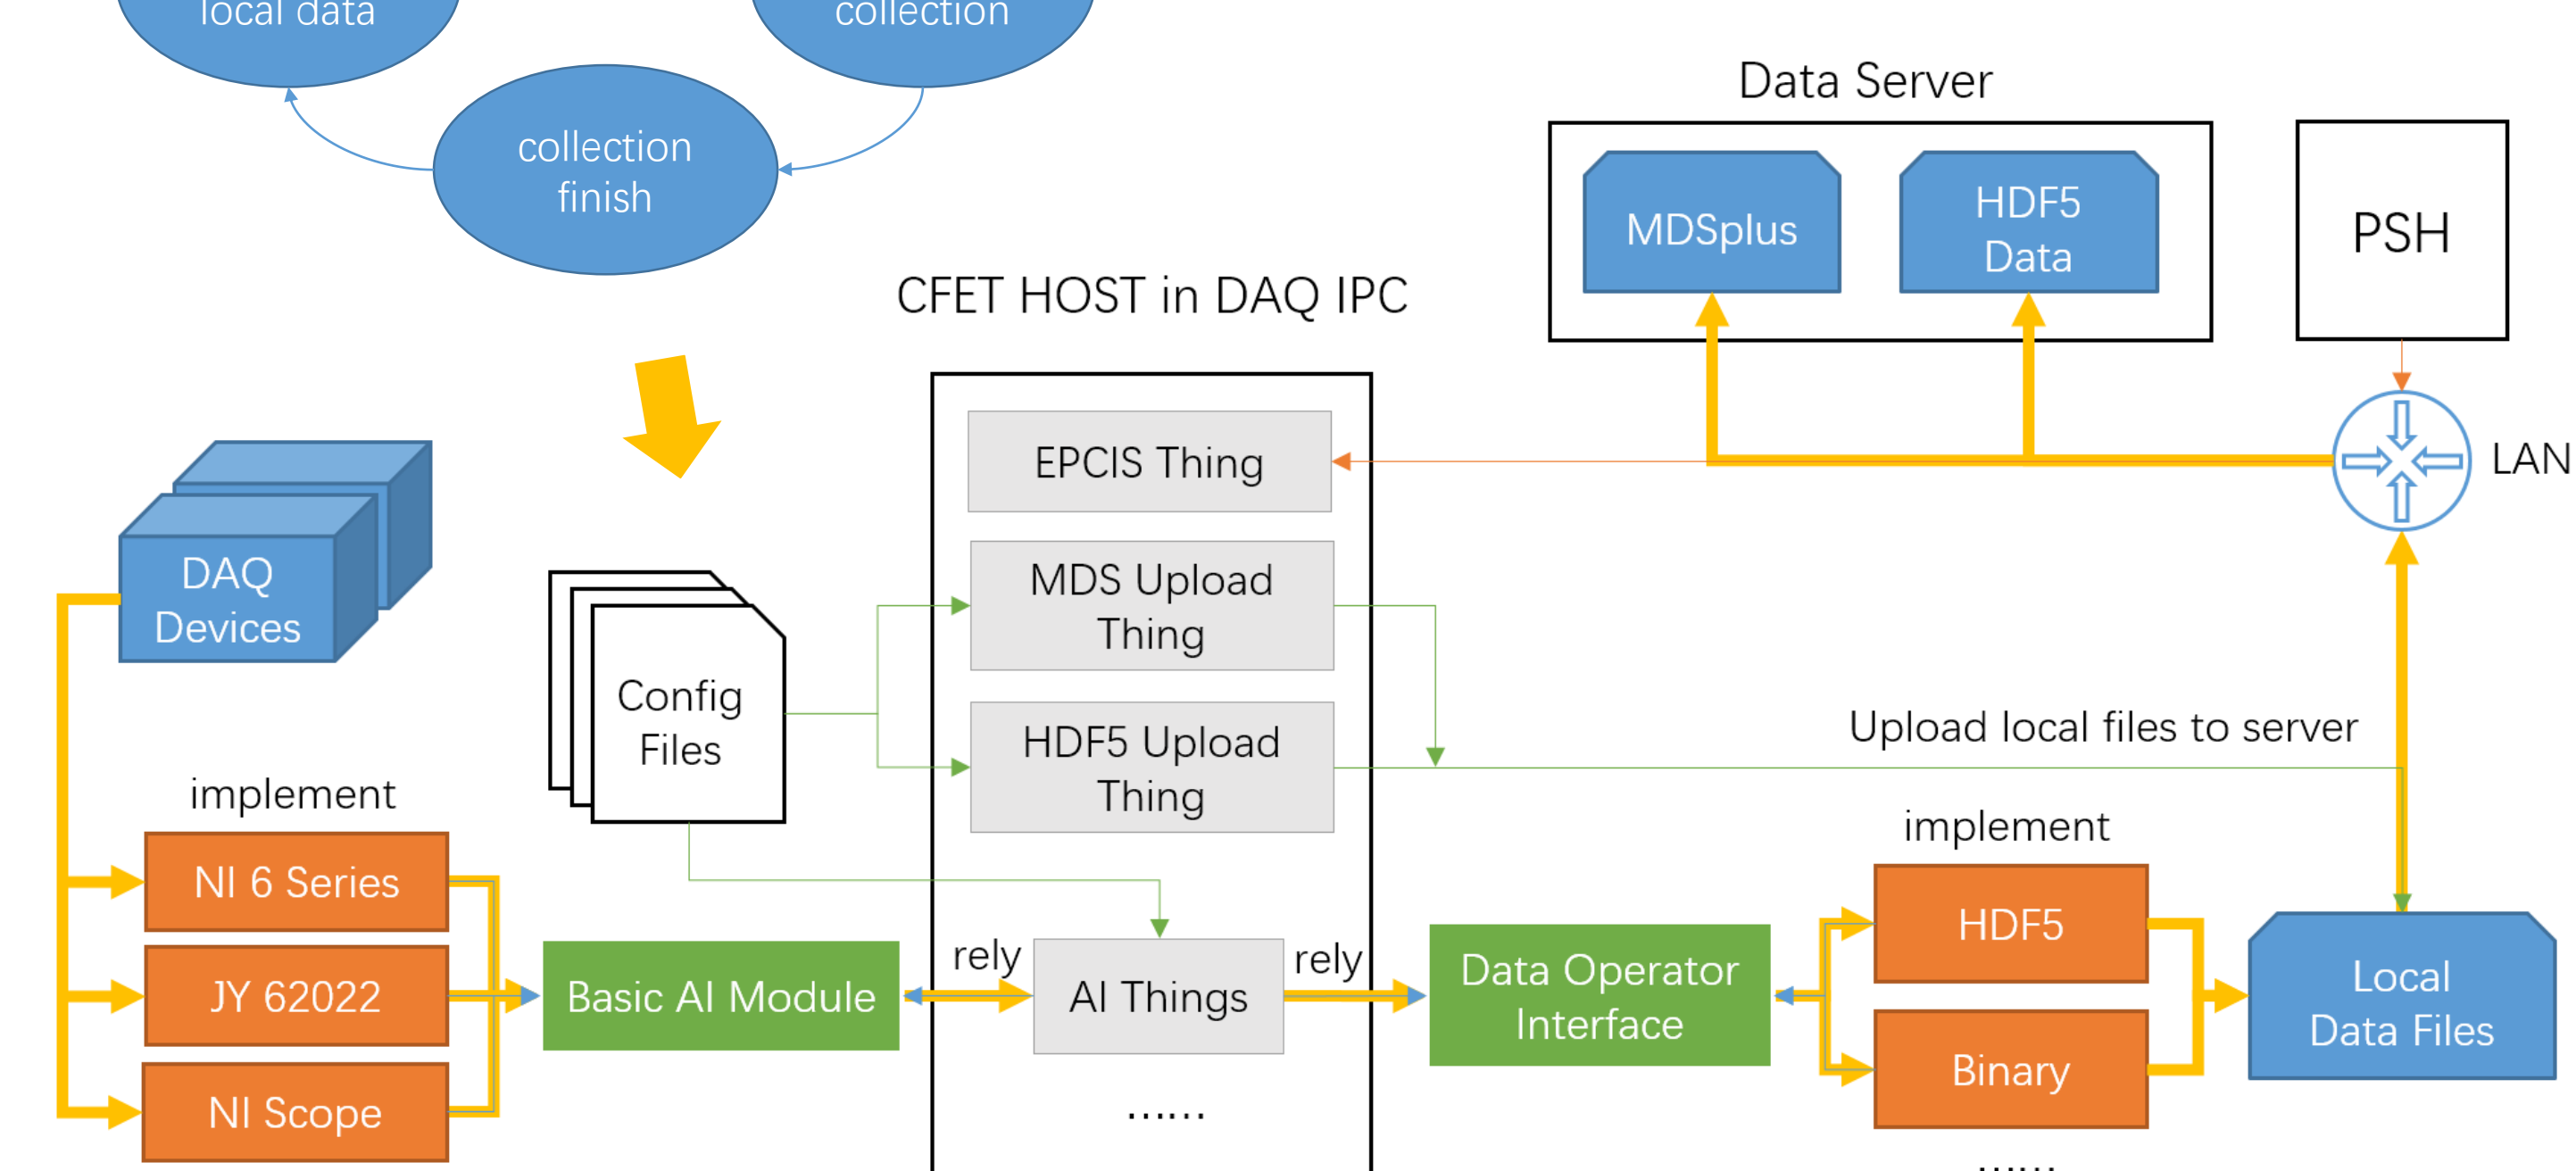 local data
collection
collection
finish
Data Server
MDSplus
HDF5
Data
PSH
CFET HOST in DAQ IPC
EPCIS Thing
LAN
DAQ
Devices
MDS Upload
Thing
Config
Files
HDF5 Upload
Thing
Upload local files to server
implement
implement
NI 6 Series
JY 62022
NI Scope
Basic AI Module
rely
AI Things
rely
......
Data Operator
Interface
HDF5
Binary
......
Local
Data Files